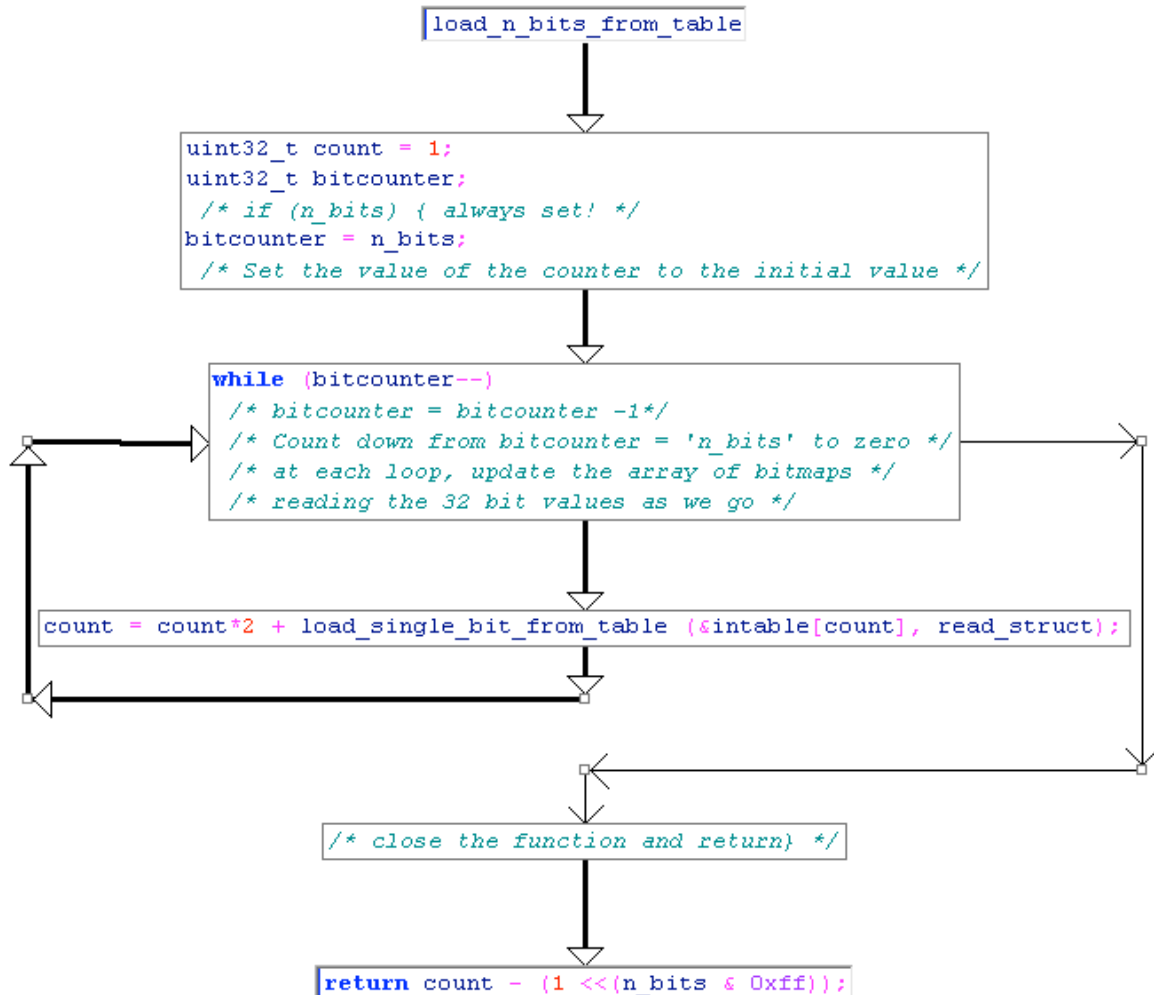 load_n_bits_from_table
uint32_t count = 1;
uint32_t bitcounter;
/* if (n_bits) { always set! */
bitcounter = n_bits;
/* Set the value of the counter to the initial value */
while (bitcounter--)
/* bitcounter = bitcounter -1*/
/* Count down from bitcounter = 'n_bits' to zero */
/* at each loop, update the array of bitmaps */
/* reading the 32 bit values as we go */
count = count*2 + load_single_bit_from_table (&intable[count], read_struct);
/* close the function and return} */
return count - (1 <<(n_bits & 0xff));